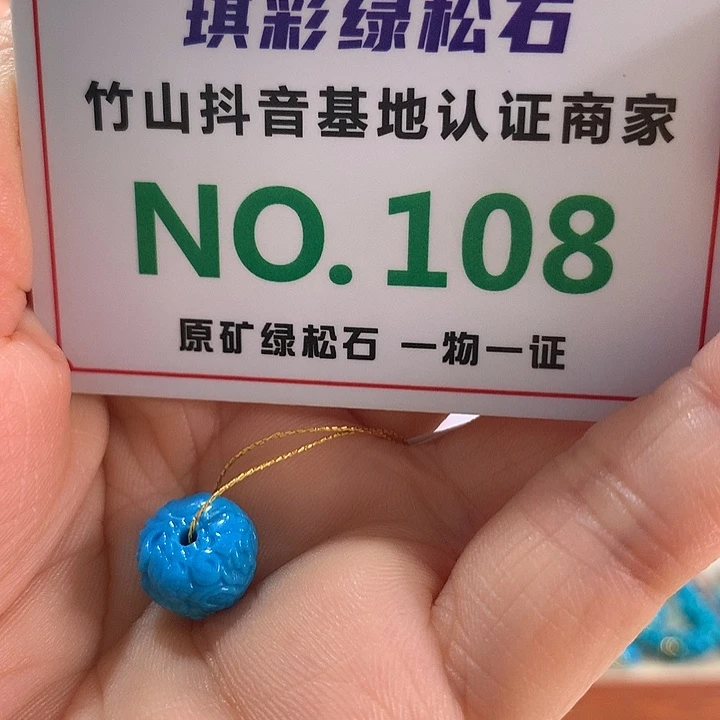 琪彩绿松石
竹山抖音基地认证商家
NO.108
原矿绿松石 一物一证